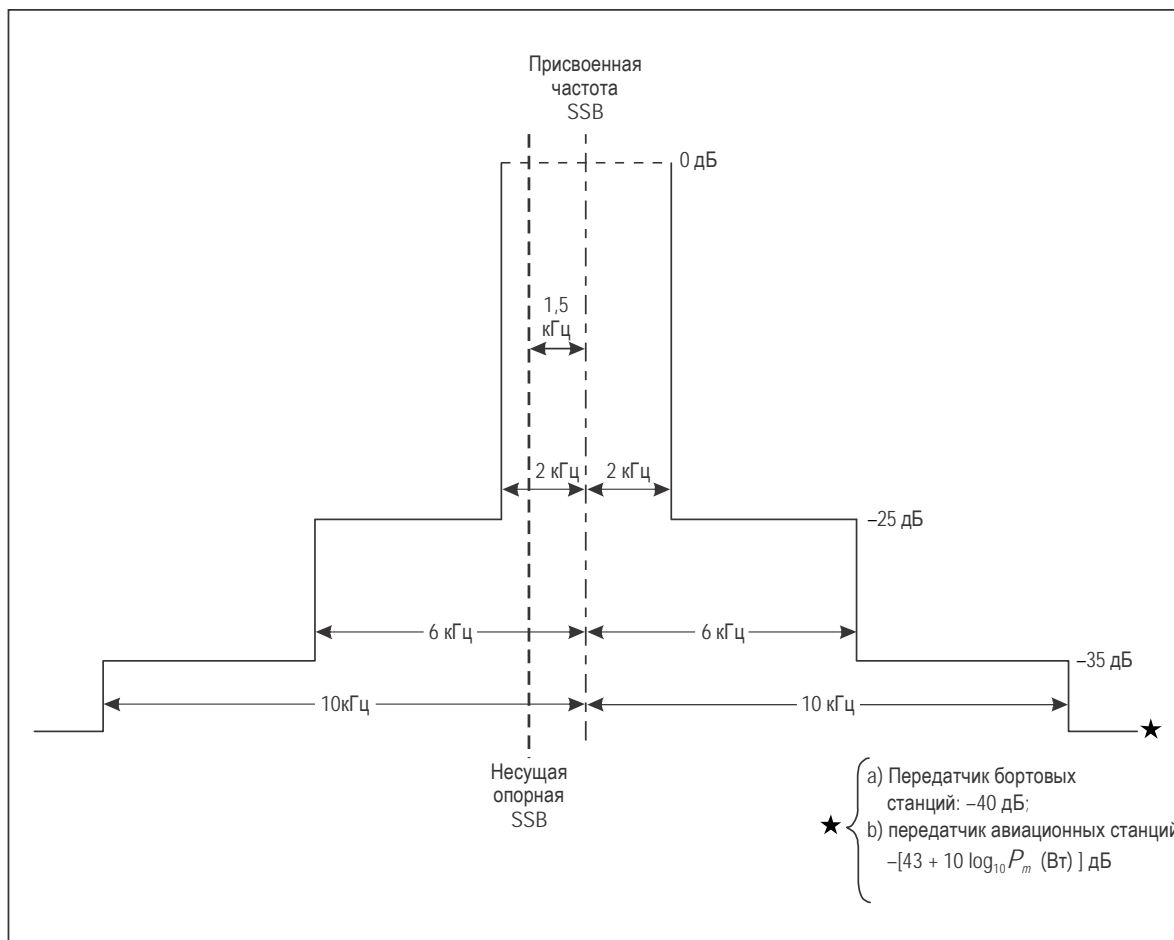 Присвоенная
частота
SSB
0 дБ
1,5
кГц
2 кГц
2 кГц
–25 дБ
6 кГц
6 кГц
–35 дБ
10кГц
10 кГц
★
Несущая
опорная
SSB
a) Передатчик бортовых
станций: –40 дБ;
★
b) передатчик авиационных станций
–[43 + 10 log₁₀ Pₘ (Вт) ] дБ